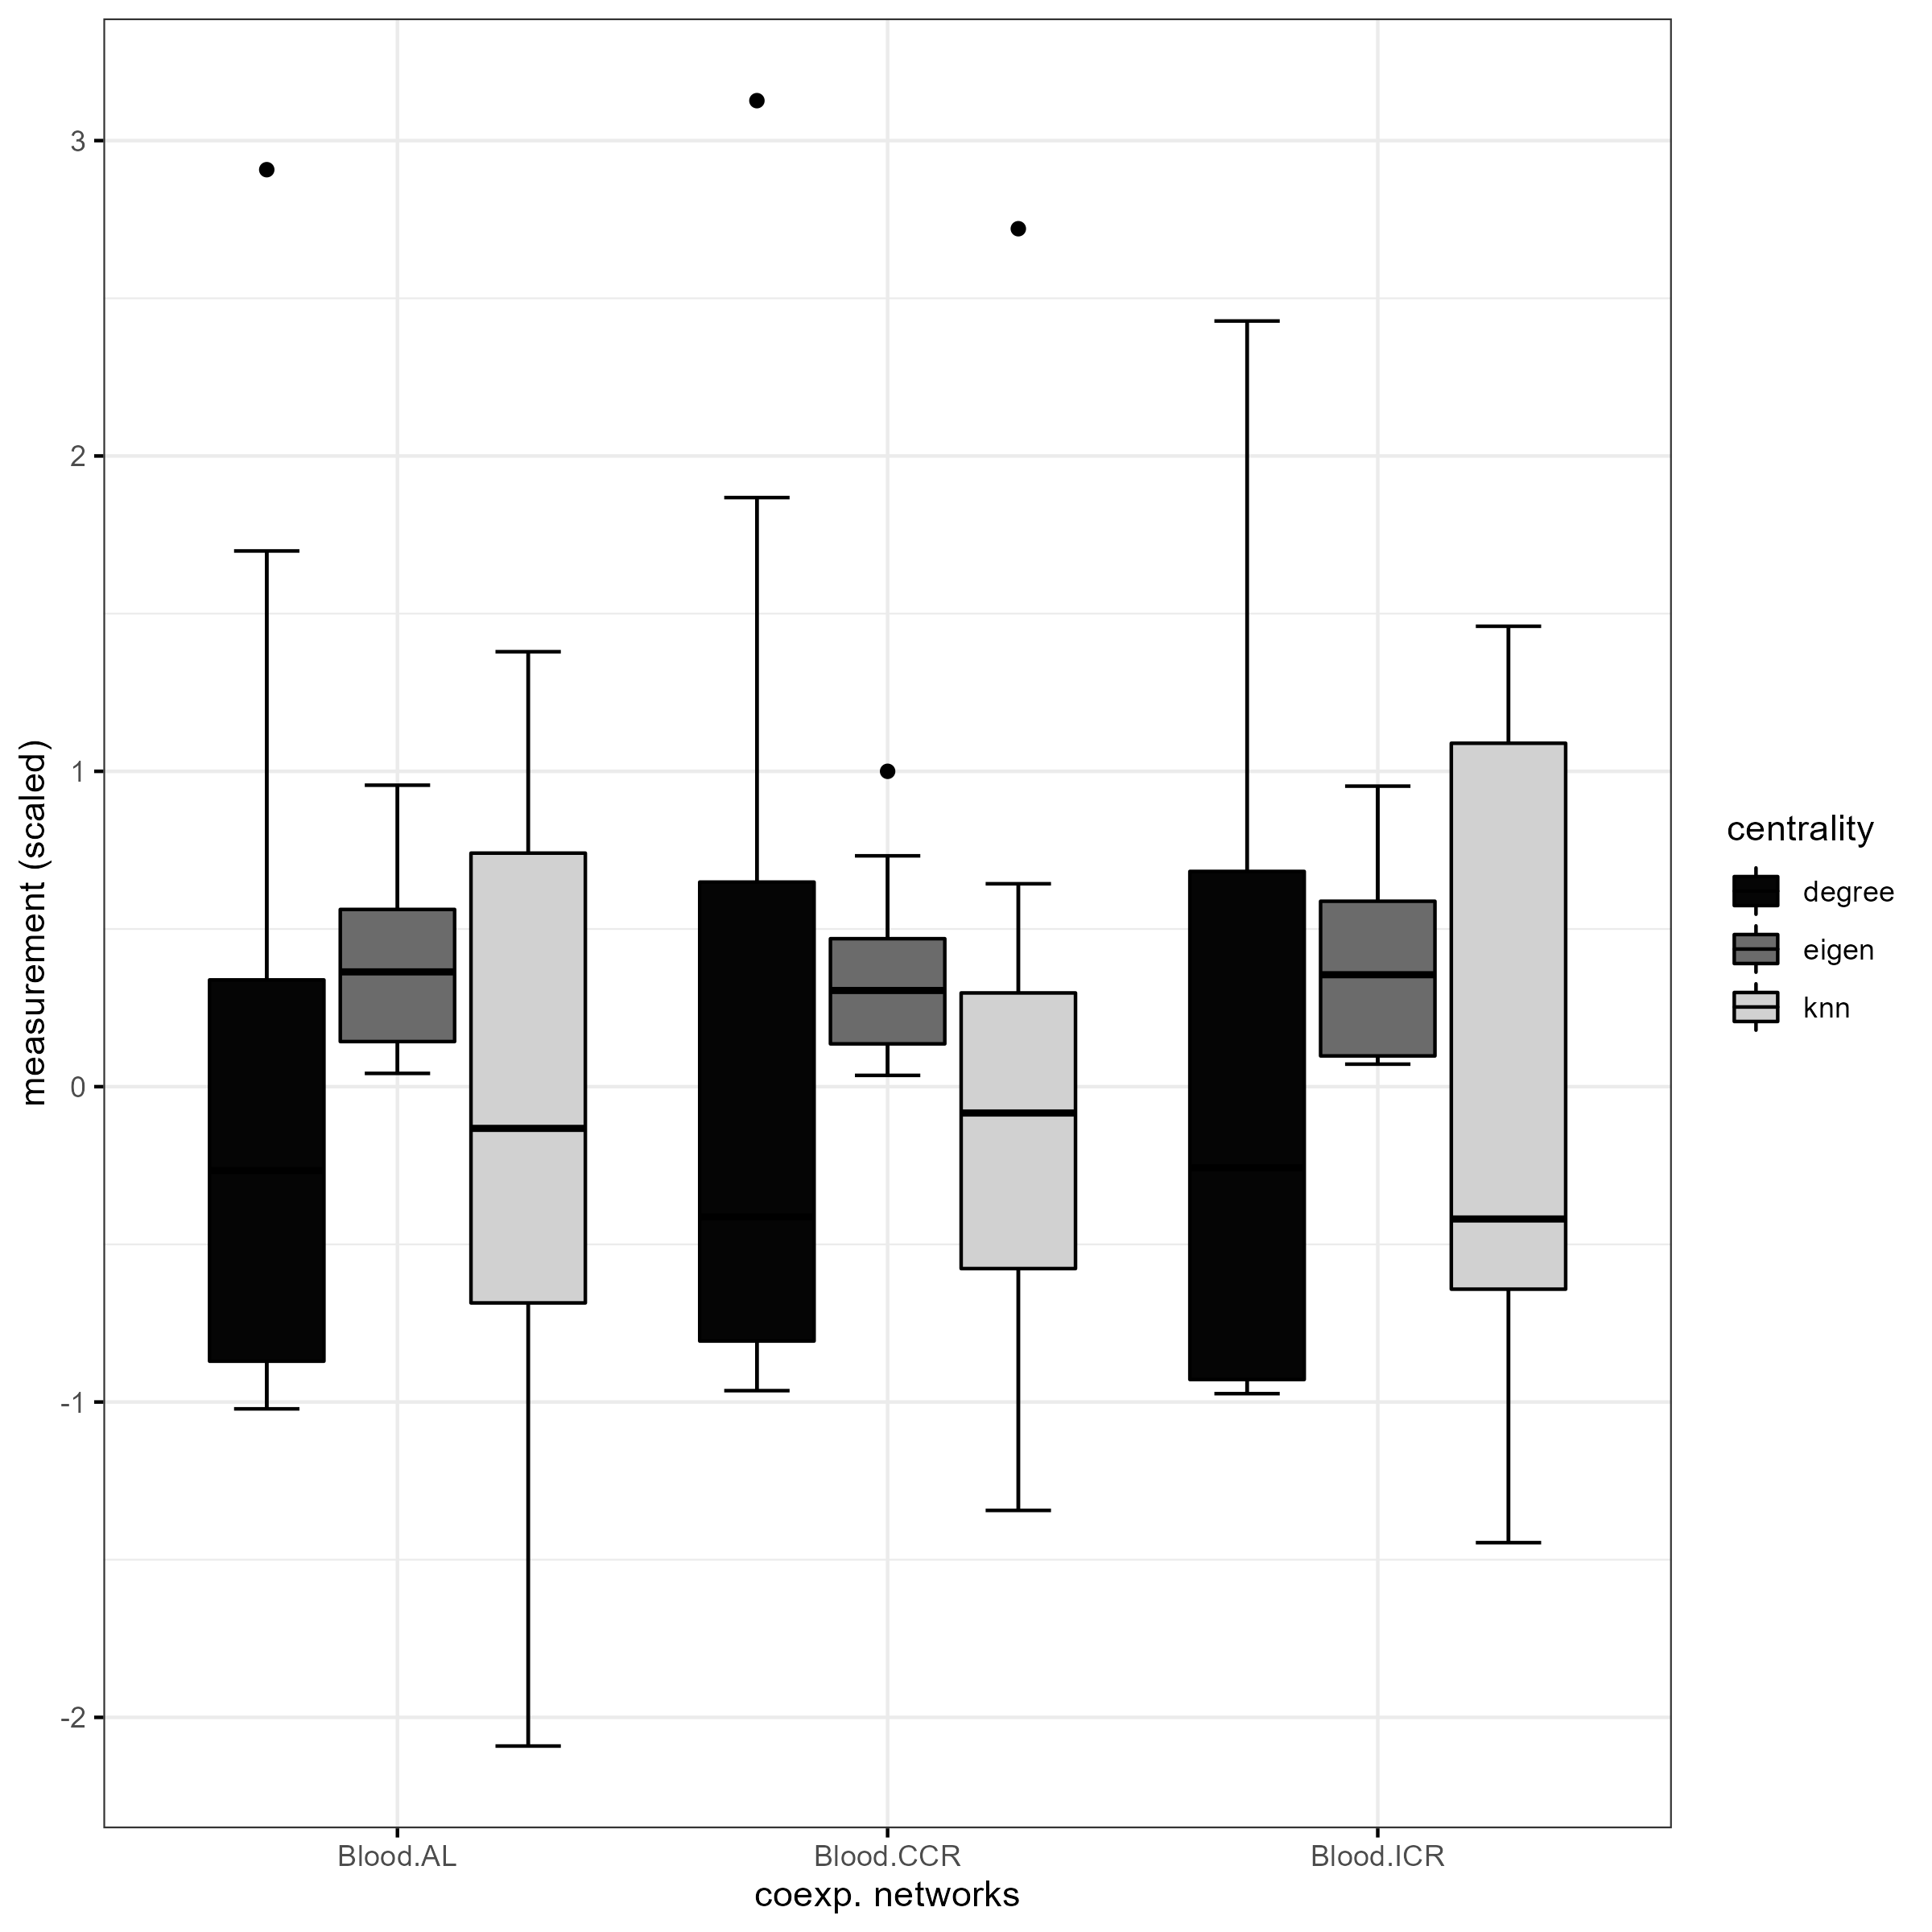 measurement (scaled)
3
2
1
0
-1
-2
Blood.AL
Blood.CCR
Blood.ICR
coexp. networks
centrality
degree
eigen
knn